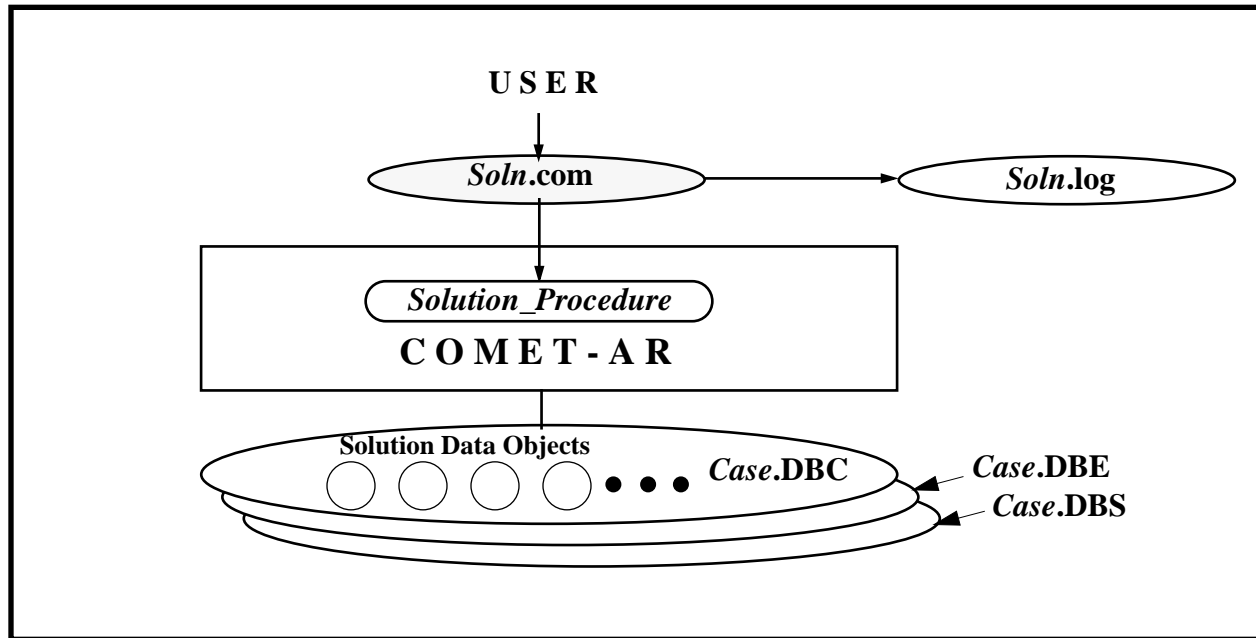 U S E R
Soln.com
Soln.log
Solution_Procedure
C O M E T - A R
Solution Data Objects
Case.DBC
Case.DBE
Case.DBS